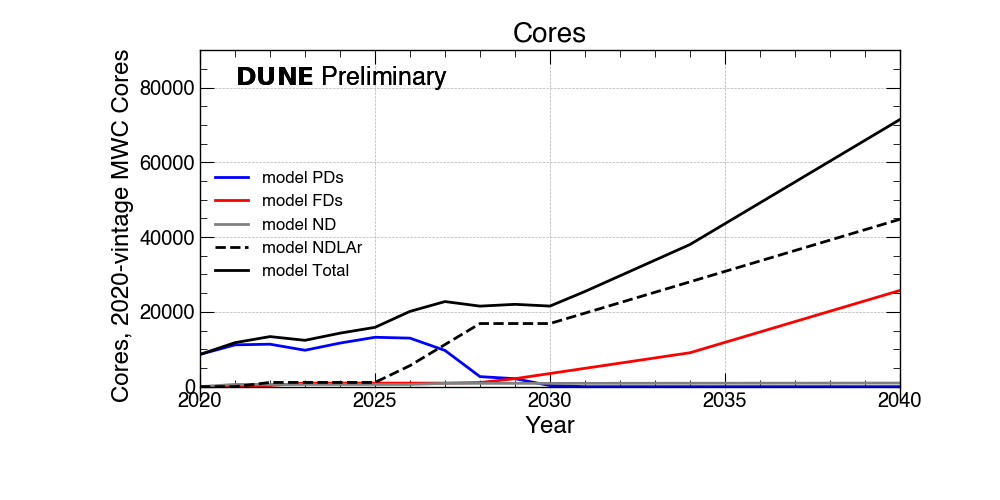 Cores
DUNE Preliminary
Cores, 2020-vintage MWC Cores
80000
60000
40000
20000
0
model PDs
model FDs
model ND
model NDLAr
model Total
2020
2025
2030
2035
2040
Year